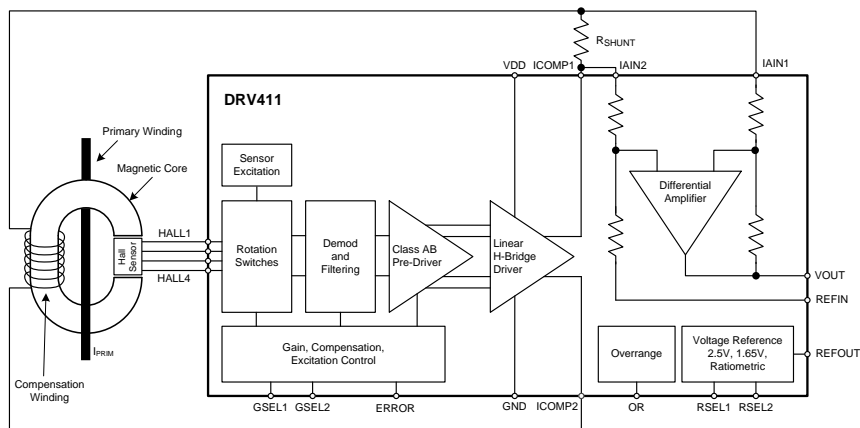 RSHUNT
VDD
ICOMP1
IAIN2
IAIN1
DRV411
Primary Winding
Magnetic Core
Sensor
Excitation
Differential
Amplifier
HALL1
Hall
Sensor
HALL4
Rotation
Switches
Demod
and
Filtering
Class AB
Pre-Driver
Linear
H-Bridge
Driver
VOUT
REFIN
IPRIM
Compensation
Winding
Gain, Compensation,
Excitation Control
Overrange
Voltage Reference
2.5V, 1.65V,
Ratiometric
REFOUT
GSEL1
GSEL2
ERROR
GND
ICOMP2
OR
RSEL1
RSEL2